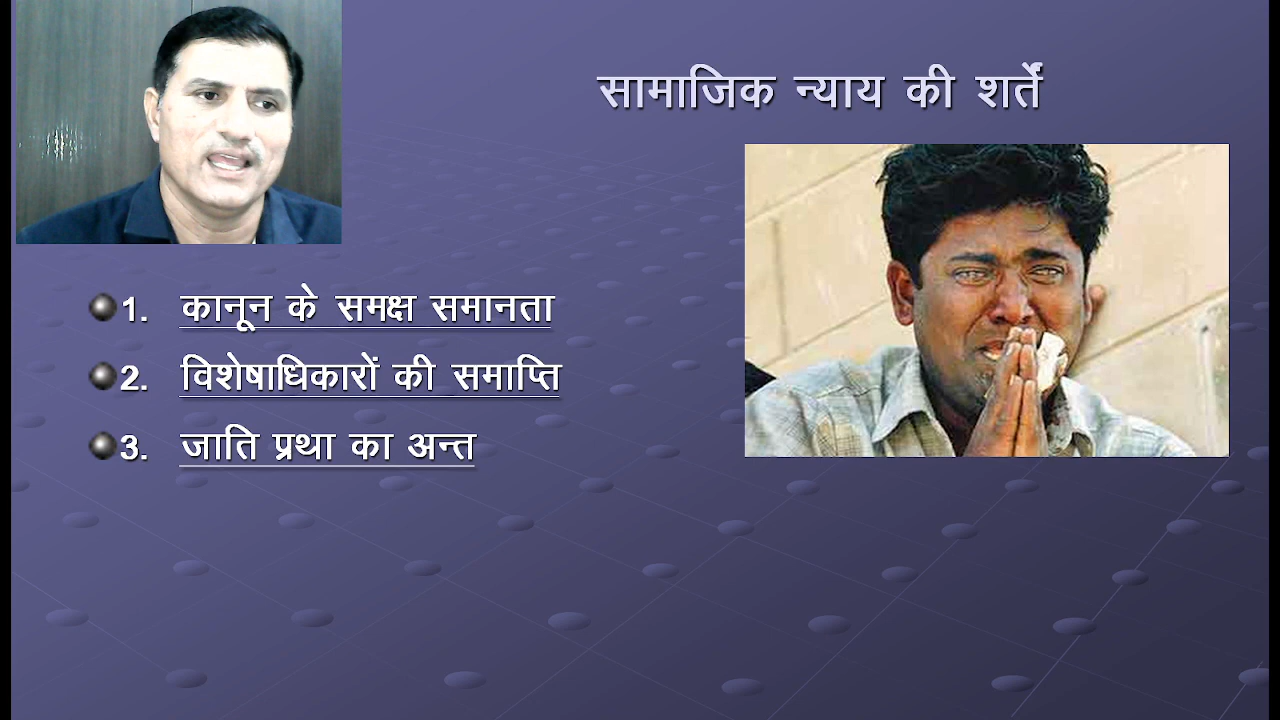 सामाजिक न्याय की शर्तें
1. कानून के समक्ष समानता
2. विशेषाधिकारों की समाप्ति
3. जाति प्रथा का अन्त